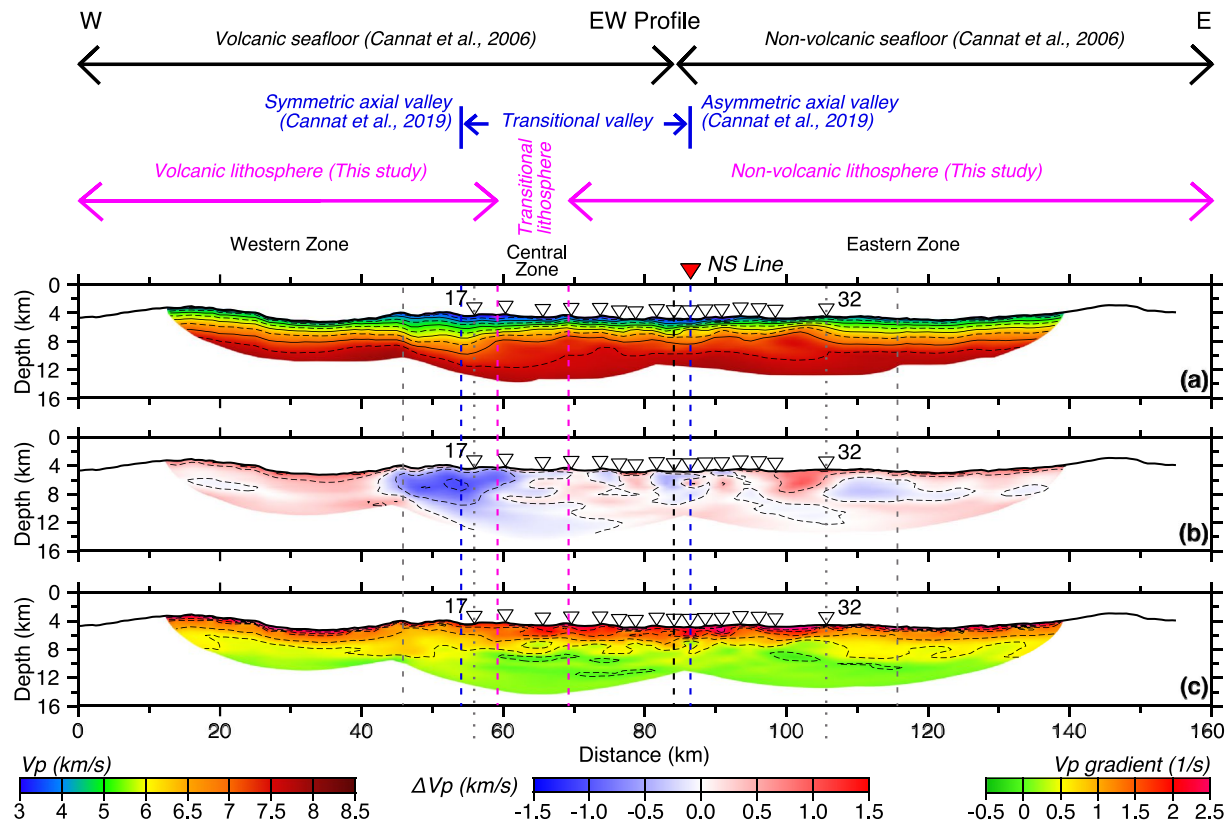 W EW Profile E
Volcanic seafloor (Cannat et al., 2006) Non-volcanic seafloor (Cannat et al., 2006)
Symmetric axial valley Asymmetric axial valley
(Cannat et al., 2019) Transitional valley (Cannat et al., 2019)
Volcanic lithosphere (This study) Transitional lithosphere Non-volcanic lithosphere (This study)
Western Zone Central Zone Eastern Zone
NS Line
0
4
8
12
16
Depth (km)
17 32
(a)
0
4
8
12
16
Depth (km)
17 32
(b)
0
4
8
12
16
Depth (km)
17 32
(c)
0 20 40 60 80 100 120 140 160
Distance (km)
Vp (km/s) ΔVp (km/s) Vp gradient (1/s)
3 4 5 6 6.5 7 7.5 8 8.5 -1.5 -1.0 -0.5 0.0 0.5 1.0 1.5 -0.5 0 0.5 1 1.5 2 2.5